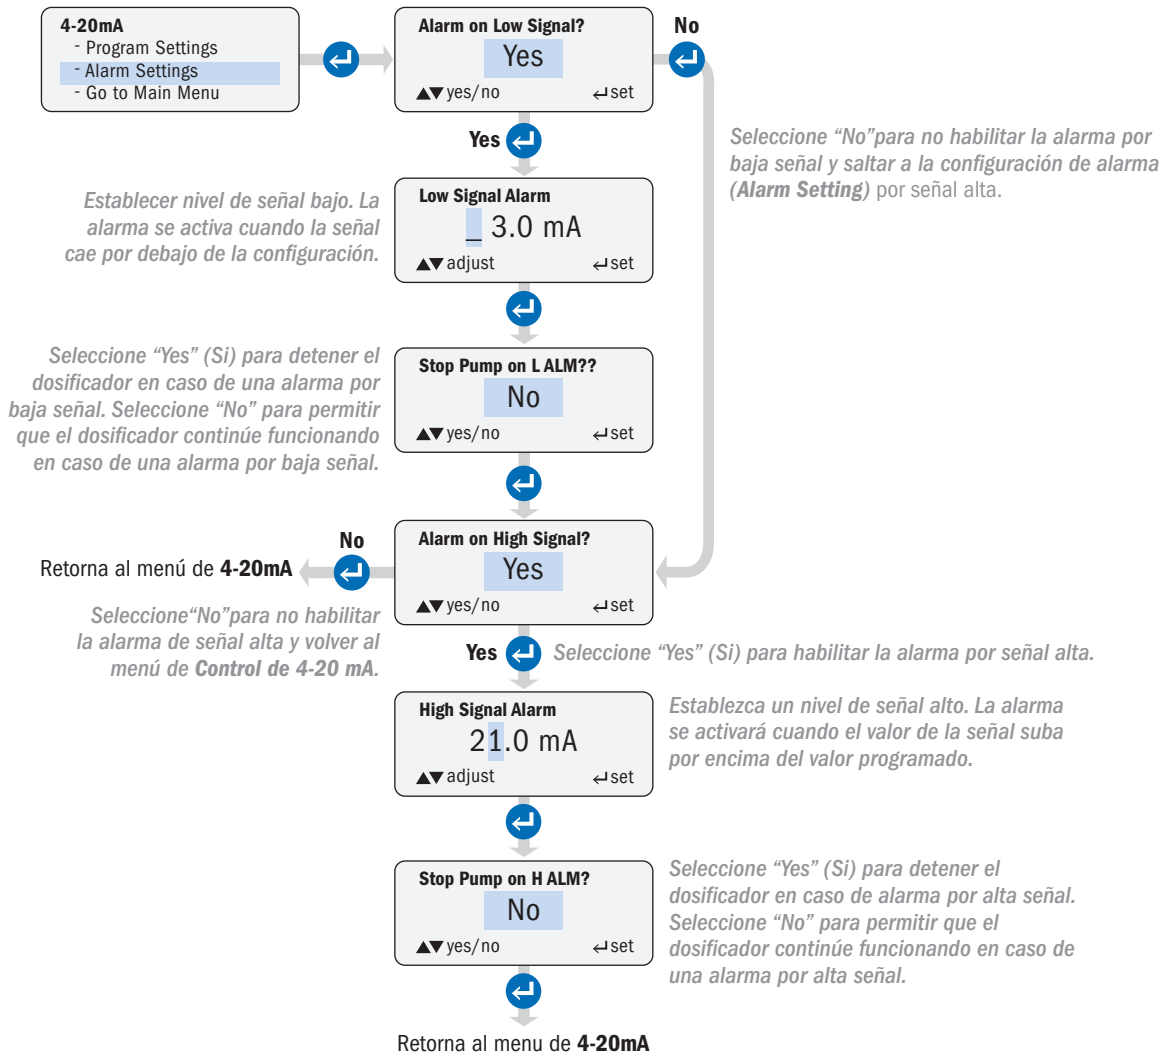 4-20mA
- Program Settings
- Alarm Settings
- Go to Main Menu
Alarm on Low Signal?
Yes
▲▼ yes/no ↵ set
No
Yes
Seleccione “No”para no habilitar la alarma por
baja señal y saltar a la configuración de alarma
(Alarm Setting) por señal alta.
Establecer nivel de señal bajo. La
alarma se activa cuando la señal
cae por debajo de la configuración.
Low Signal Alarm
_ 3.0 mA
▲▼ adjust ↵ set
Seleccione “Yes” (Si) para detener el
dosificador en caso de una alarma por
baja señal. Seleccione “No” para permitir
que el dosificador continúe funcionando
en caso de una alarma por baja señal.
Stop Pump on L ALM??
No
▲▼ yes/no ↵ set
Alarm on High Signal?
Yes
▲▼ yes/no ↵ set
No
Retorna al menú de 4-20mA
Seleccione“No”para no habilitar
la alarma de señal alta y volver al
menú de Control de 4-20 mA.
Yes
Seleccione “Yes” (Si) para habilitar la alarma por señal alta.
High Signal Alarm
21.0 mA
▲▼ adjust ↵ set
Establezca un nivel de señal alto. La alarma
se activará cuando el valor de la señal suba
por encima del valor programado.
Stop Pump on H ALM?
No
▲▼ yes/no ↵ set
Seleccione “Yes” (Si) para detener el
dosificador en caso de alarma por alta señal.
Seleccione “No” para permitir que el
dosificador continúe funcionando en caso de
una alarma por alta señal.
Retorna al menu de 4-20mA